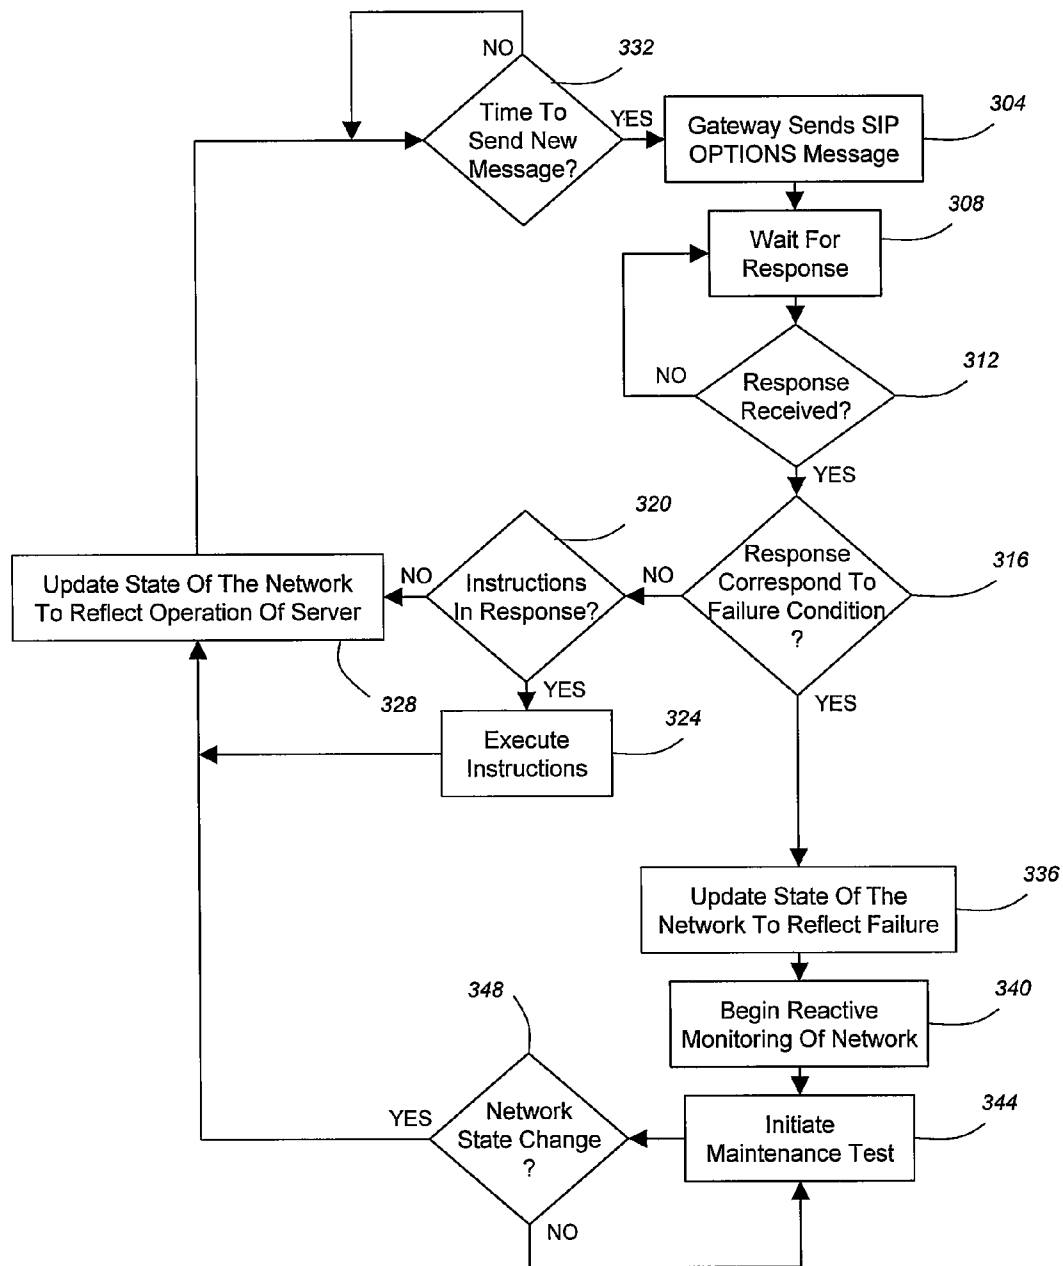 NO
332
Time To
Send New
Message?
YES
Gateway Sends SIP
OPTIONS Message
304
308
Wait For
Response
NO
Response
Received?
312
YES
320
Response
Correspond To
Failure Condition
?
316
NO
Instructions
In Response?
NO
Update State Of The Network
To Reflect Operation Of Server
328
YES
YES
324
Execute
Instructions
336
Update State Of The
Network To Reflect Failure
348
340
Begin Reactive
Monitoring Of Network
YES
Network
State Change
?
344
Initiate
Maintenance Test
NO